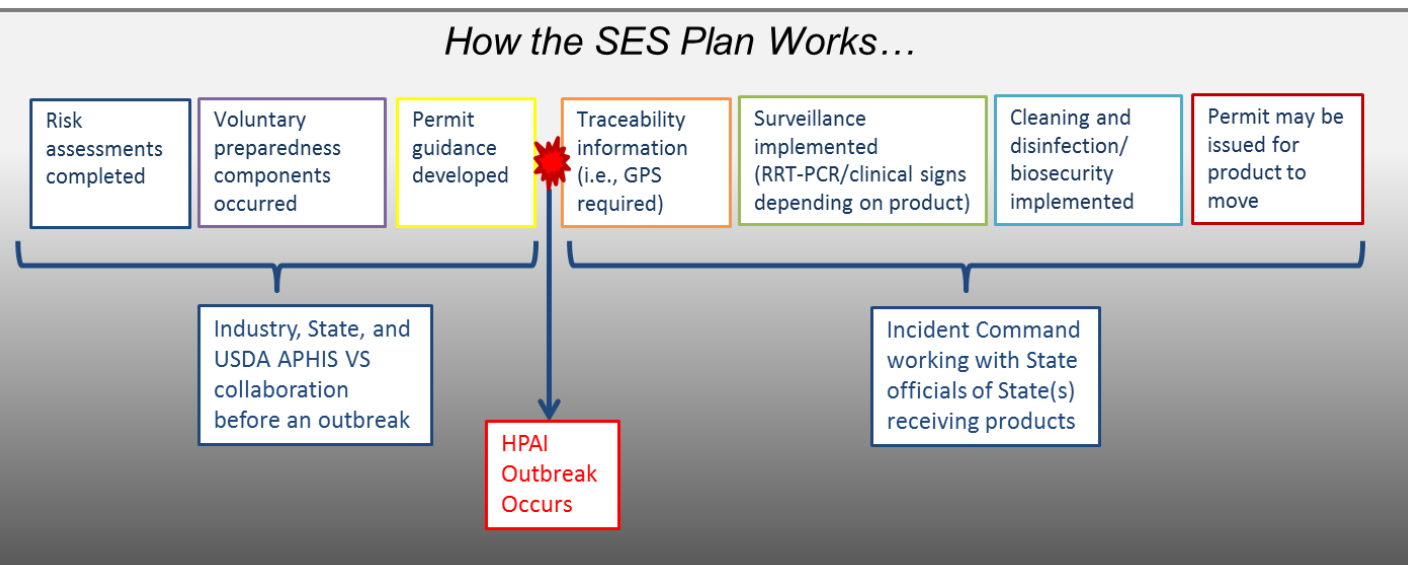 How the SES Plan Works…
Risk
assessments
completed
Voluntary
preparedness
components
occurred
Permit
guidance
developed
Traceability
information
(i.e., GPS
required)
Surveillance
implemented
(RRT-PCR/clinical signs
depending on product)
Cleaning and
disinfection/
biosecurity
implemented
Permit may be
issued for
product to
move
Industry, State, and
USDA APHIS VS
collaboration
before an outbreak
HPAI
Outbreak
Occurs
Incident Command
working with State
officials of State(s)
receiving products